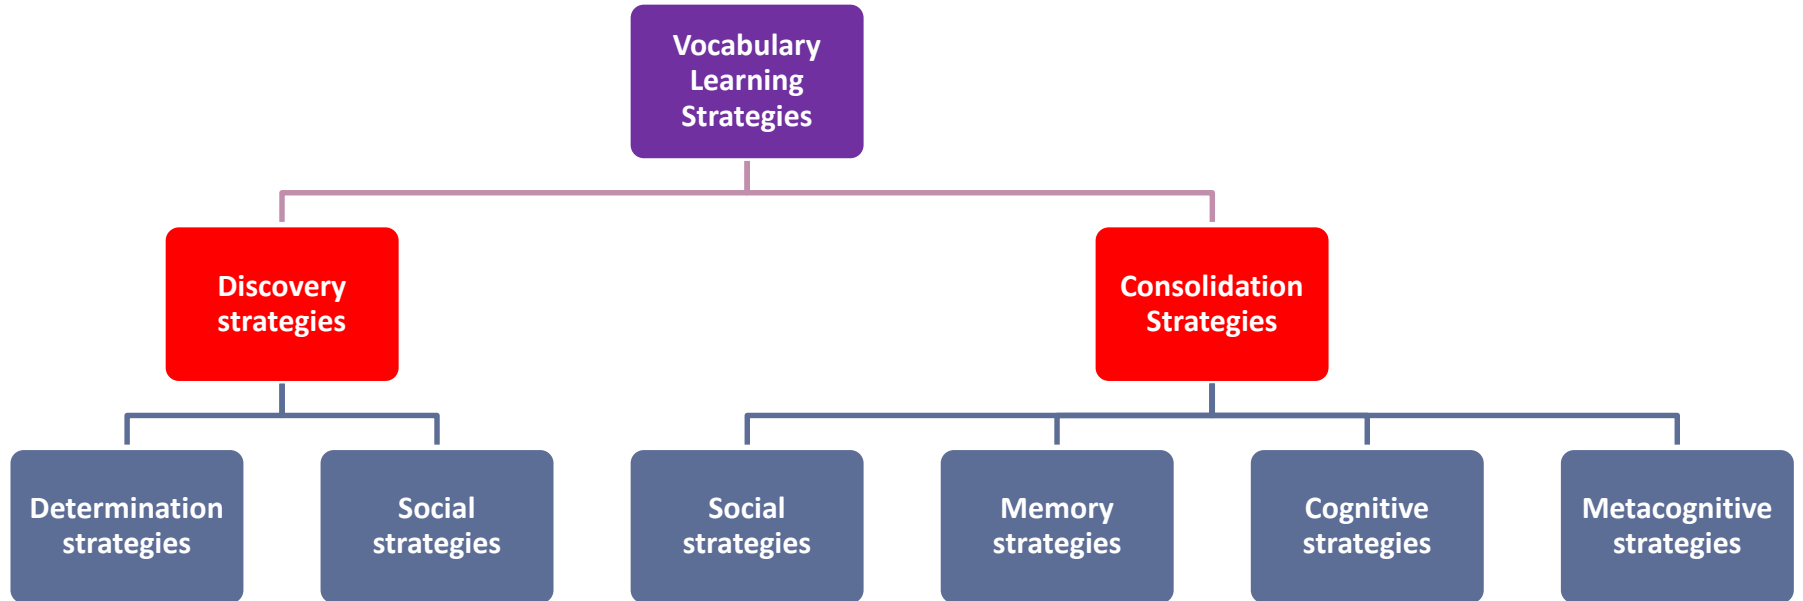 Vocabulary
Learning
Strategies
Discovery
strategies
Consolidation
Strategies
Determination
strategies
Social
strategies
Social
strategies
Memory
strategies
Cognitive
strategies
Metacognitive
strategies